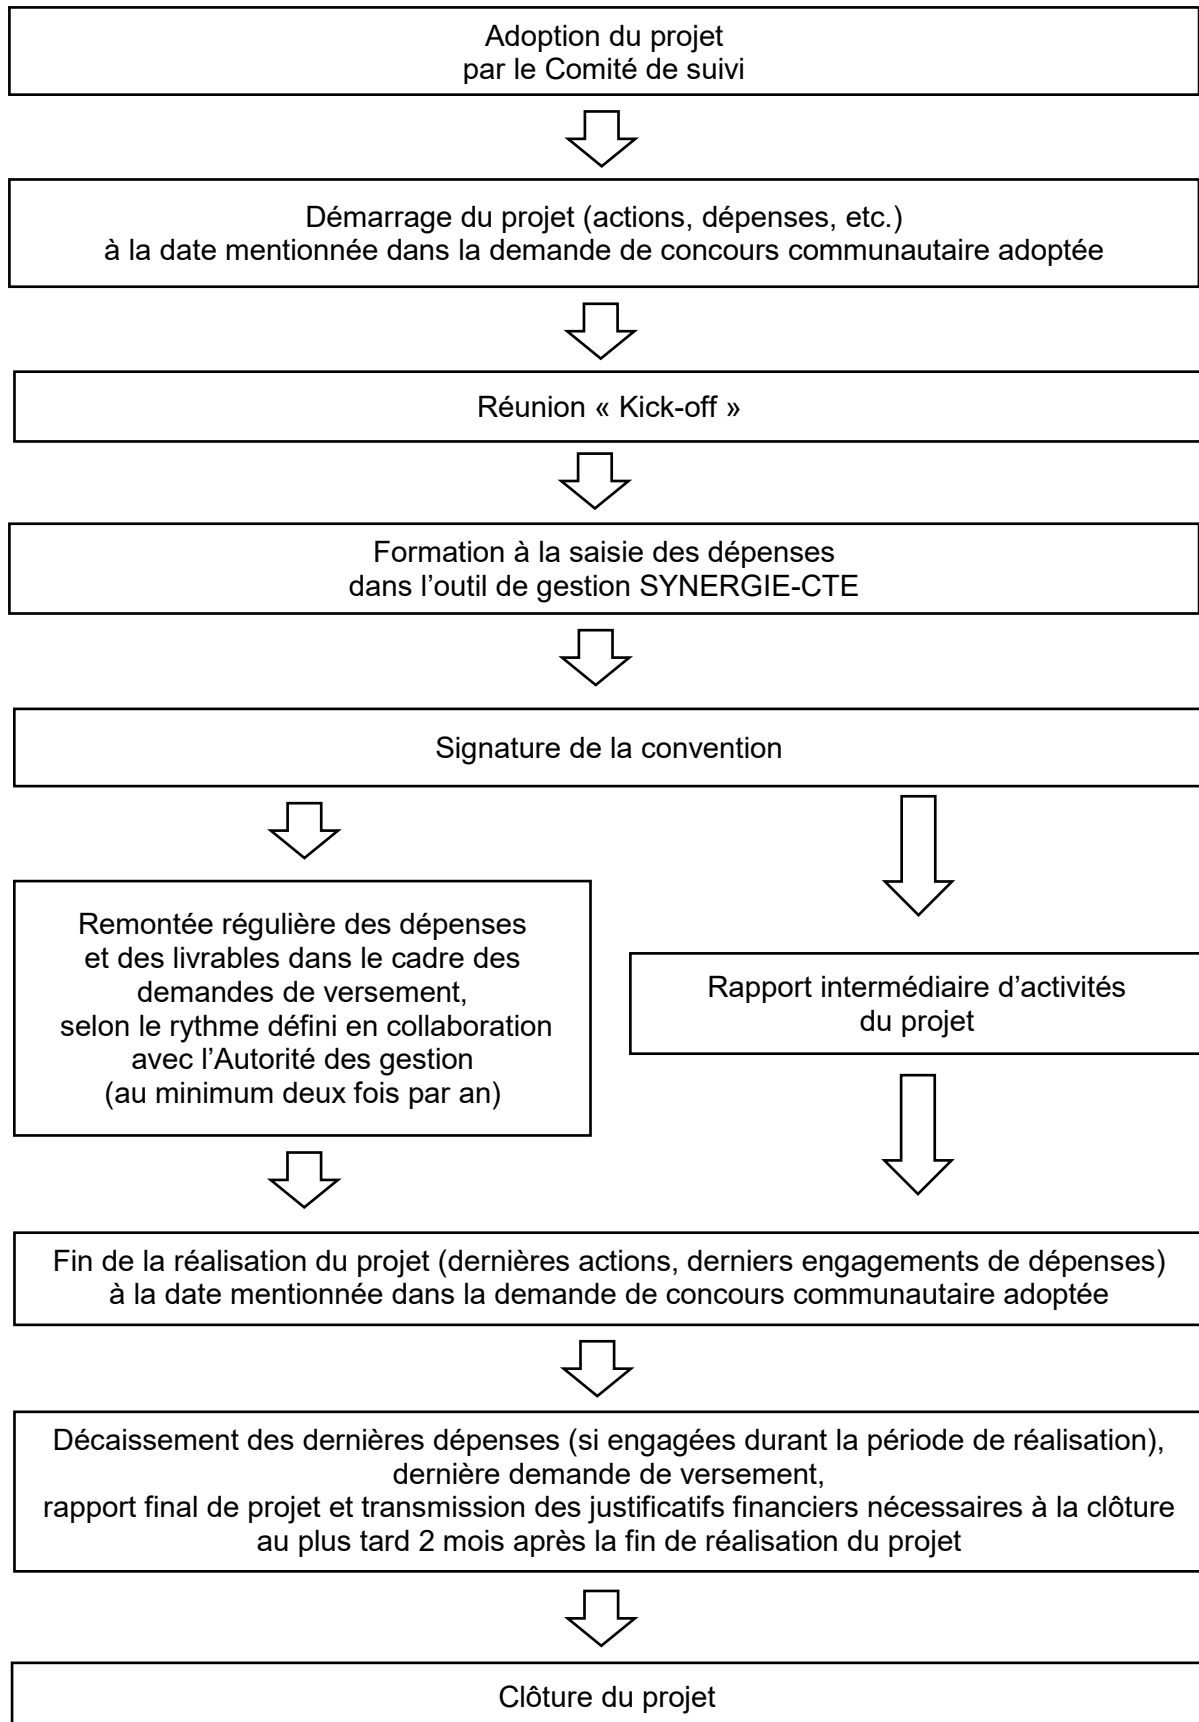 Adoption du projet
par le Comité de suivi
Démarrage du projet (actions, dépenses, etc.)
à la date mentionnée dans la demande de concours communautaire adoptée
Réunion « Kick-off »
Formation à la saisie des dépenses
dans l’outil de gestion SYNERGIE-CTE
Signature de la convention
Remontée régulière des dépenses
et des livrables dans le cadre des
demandes de versement,
selon le rythme défini en collaboration
avec l’Autorité des gestion
(au minimum deux fois par an)
Rapport intermédiaire d’activités
du projet
Fin de la réalisation du projet (dernières actions, derniers engagements de dépenses)
à la date mentionnée dans la demande de concours communautaire adoptée
Décaissement des dernières dépenses (si engagées durant la période de réalisation),
dernière demande de versement,
rapport final de projet et transmission des justificatifs financiers nécessaires à la clôture
au plus tard 2 mois après la fin de réalisation du projet
Clôture du projet